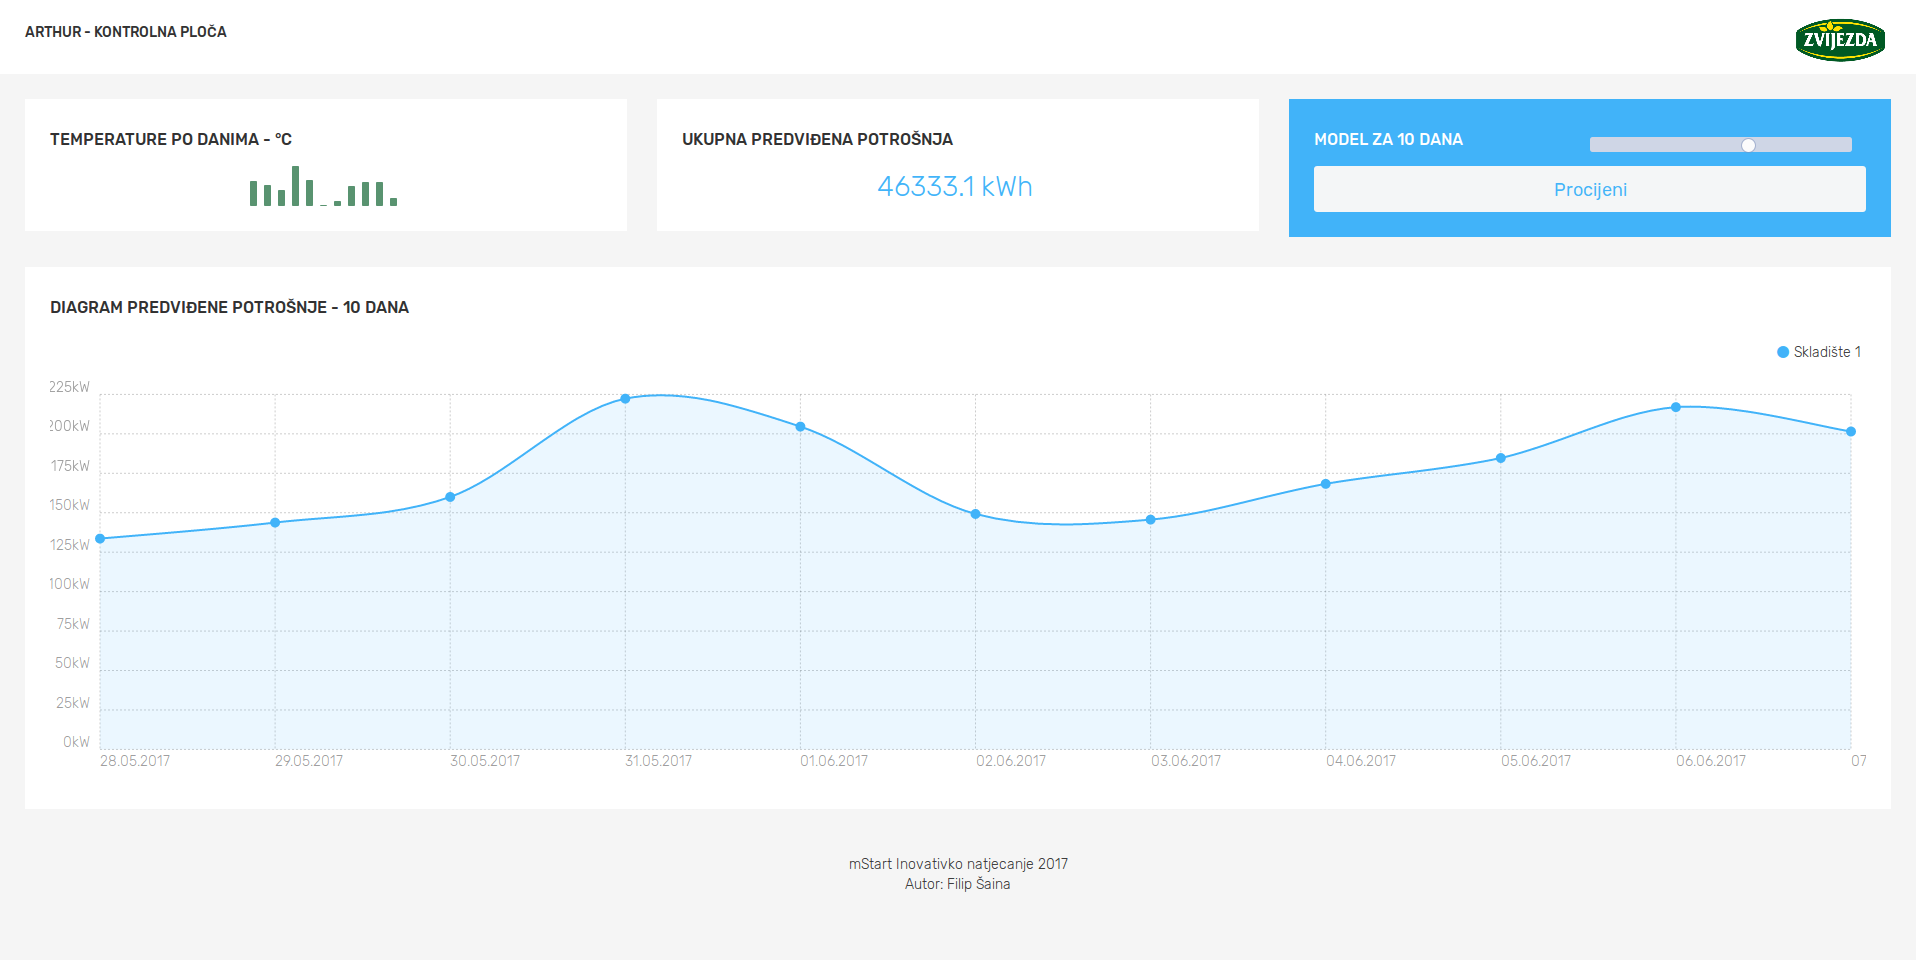 ARTHUR - KONTROLNA PLOČA
ZVIJEZDA
TEMPERATURE PO DANIMA - °C
UKUPNA PREDVIĐENA POTROŠNJA
46333.1 kWh
MODEL ZA 10 DANA
Procijeni
DIAGRAM PREDVIĐENE POTROŠNJE - 10 DANA
Skladište 1
225kW
200kW
175kW
150kW
125kW
100kW
75kW
50kW
25kW
0kW
28.05.2017 29.05.2017 30.05.2017 31.05.2017 01.06.2017 02.06.2017 03.06.2017 04.06.2017 05.06.2017 06.06.2017 07
mStart Inovativko natjecanje 2017
Autor: Filip Šaina